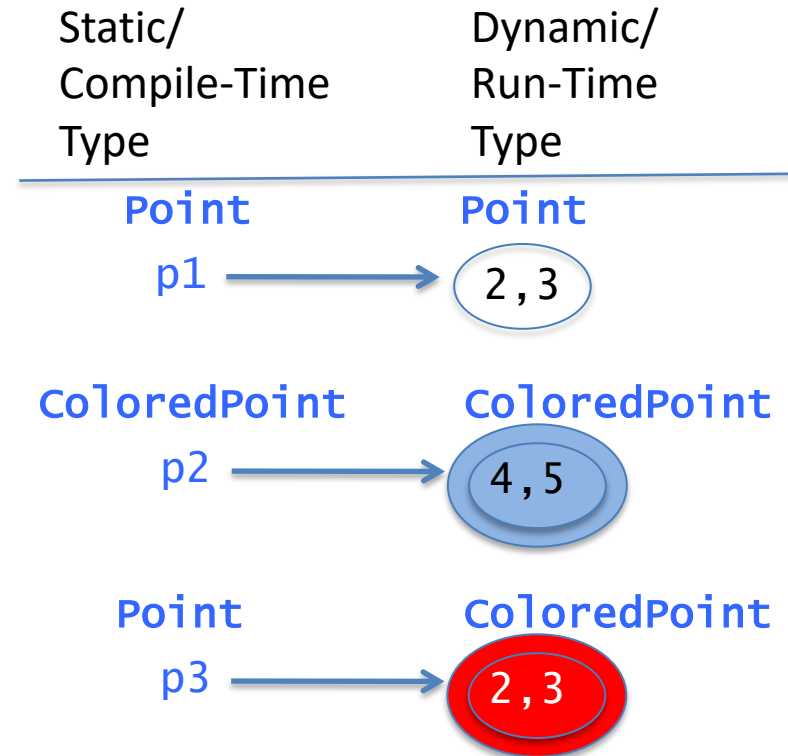 Static/
Compile-Time
Type
Dynamic/
Run-Time
Type
Point Point
p1 2,3
ColoredPoint ColoredPoint
p2 4,5
Point ColoredPoint
p3 2,3